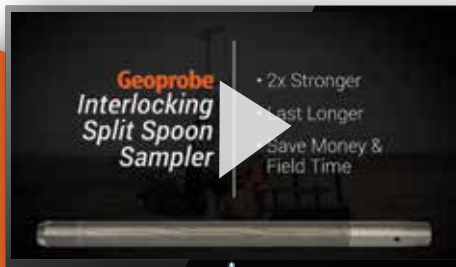 Geoprobe
Interlocking
Split Spoon
Sampler
• 2x Stronger
• Last Longer
• Save Money &
Field Time